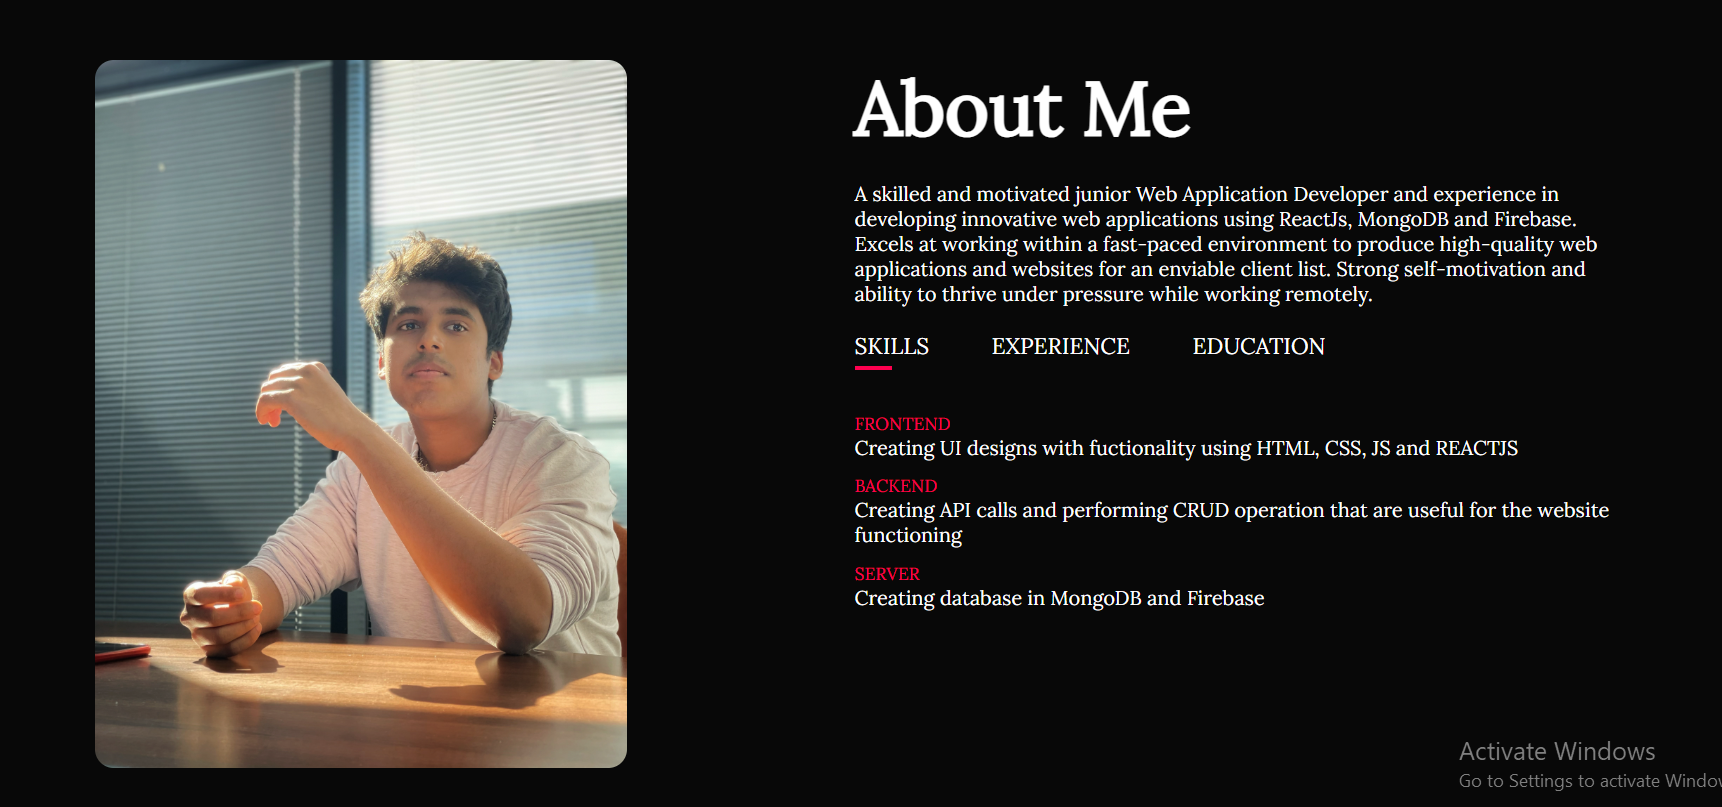 About Me
A skilled and motivated junior Web Application Developer and experience in
developing innovative web applications using ReactJs, MongoDB and Firebase.
Excels at working within a fast-paced environment to produce high-quality web
applications and websites for an enviable client list. Strong self-motivation and
ability to thrive under pressure while working remotely.
SKILLS EXPERIENCE EDUCATION
FRONTEND
Creating UI designs with fuctionality using HTML, CSS, JS and REACTJS
BACKEND
Creating API calls and performing CRUD operation that are useful for the website
functioning
SERVER
Creating database in MongoDB and Firebase
Activate Windows
Go to Settings to activate Window